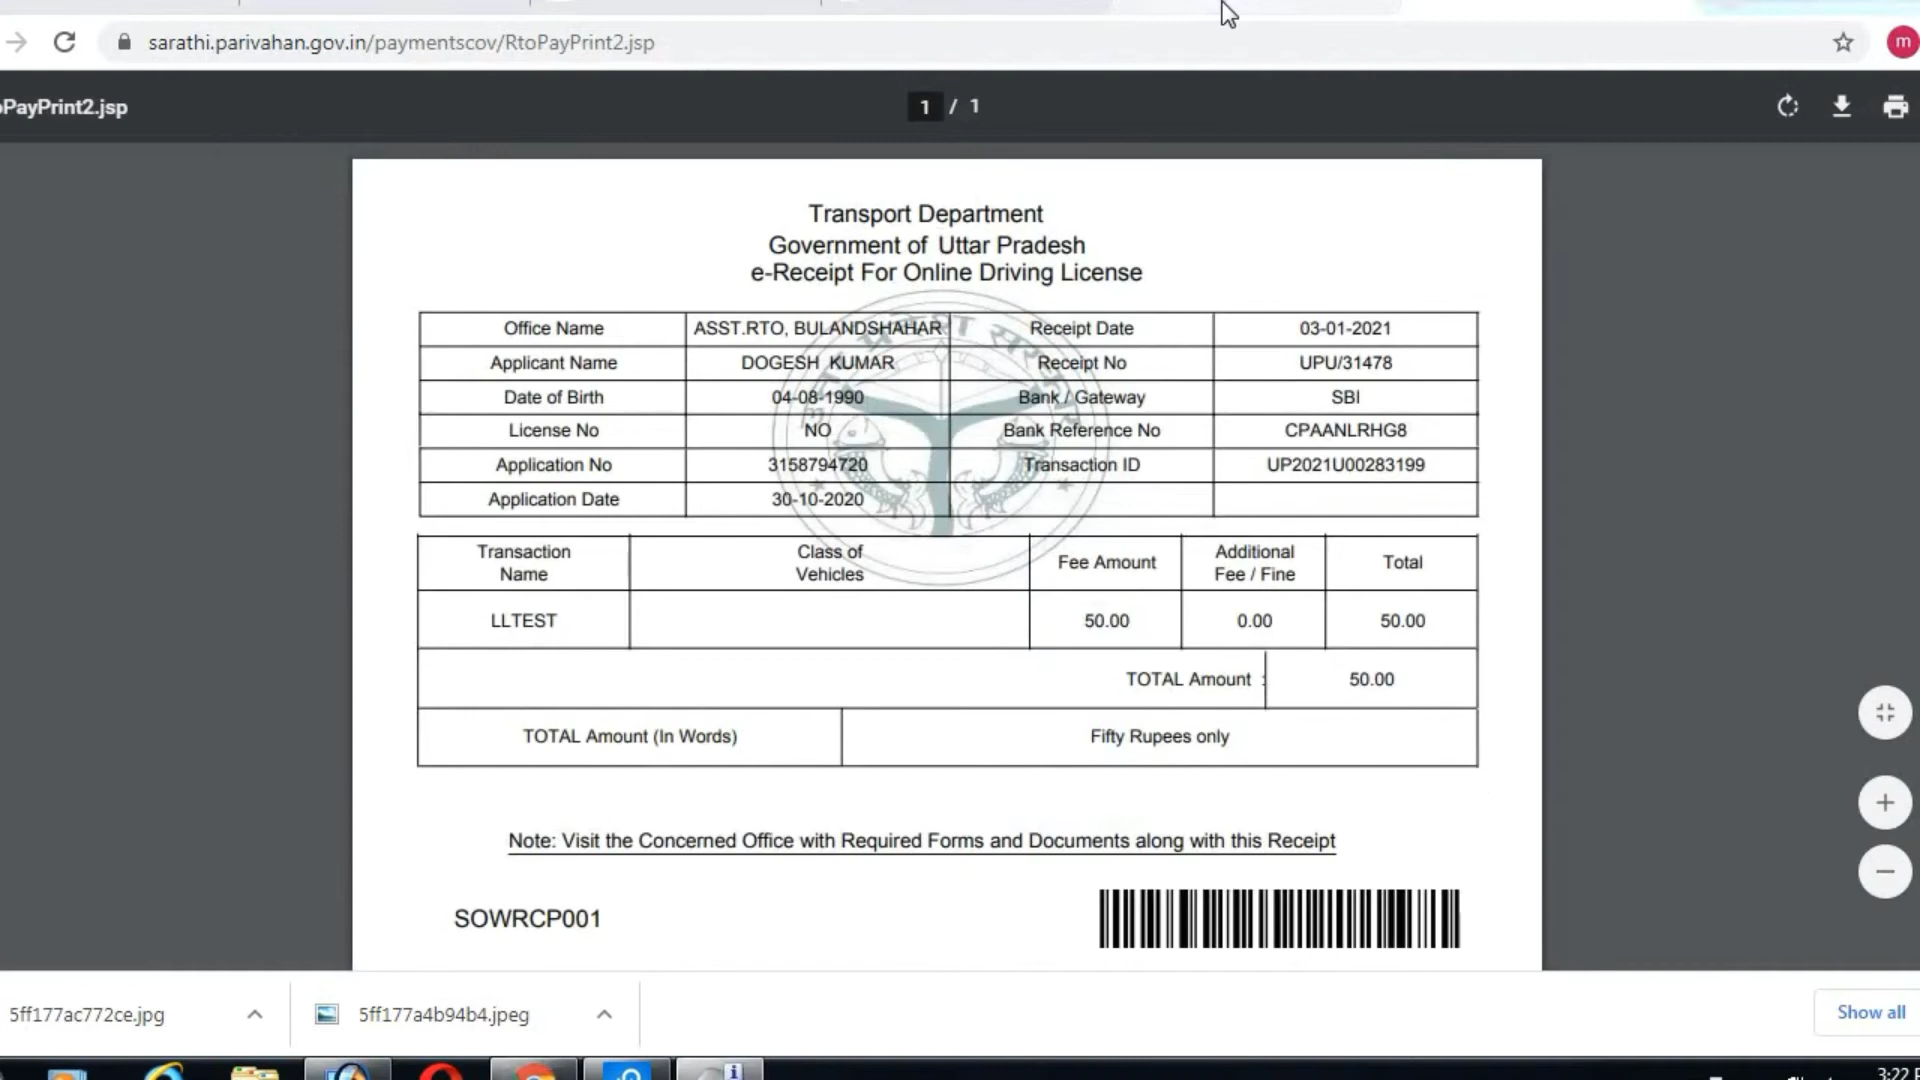 sarathi.parivahan.gov.in/paymentscov/RtoPayPrint2.jsp
m
oPayPrint2.jsp
1 / 1
Transport Department
Government of Uttar Pradesh
e-Receipt For Online Driving License
Office Name ASST.RTO, BULANDSHAHAR Receipt Date 03-01-2021
Applicant Name DOGESH KUMAR Receipt No UPU/31478
Date of Birth 04-08-1990 Bank / Gateway SBI
License No NO Bank Reference No CPAANLRHG8
Application No 3158794720 Transaction ID UP2021U00283199
Application Date 30-10-2020
Transaction Name Class of Vehicles Fee Amount Additional Fee / Fine Total
LLTEST 50.00 0.00 50.00
TOTAL Amount : 50.00
TOTAL Amount (In Words) Fifty Rupees only
Note: Visit the Concerned Office with Required Forms and Documents along with this Receipt
SOWRCP001
5ff177ac772ce.jpg
5ff177a4b94b4.jpeg
Show all
3:22